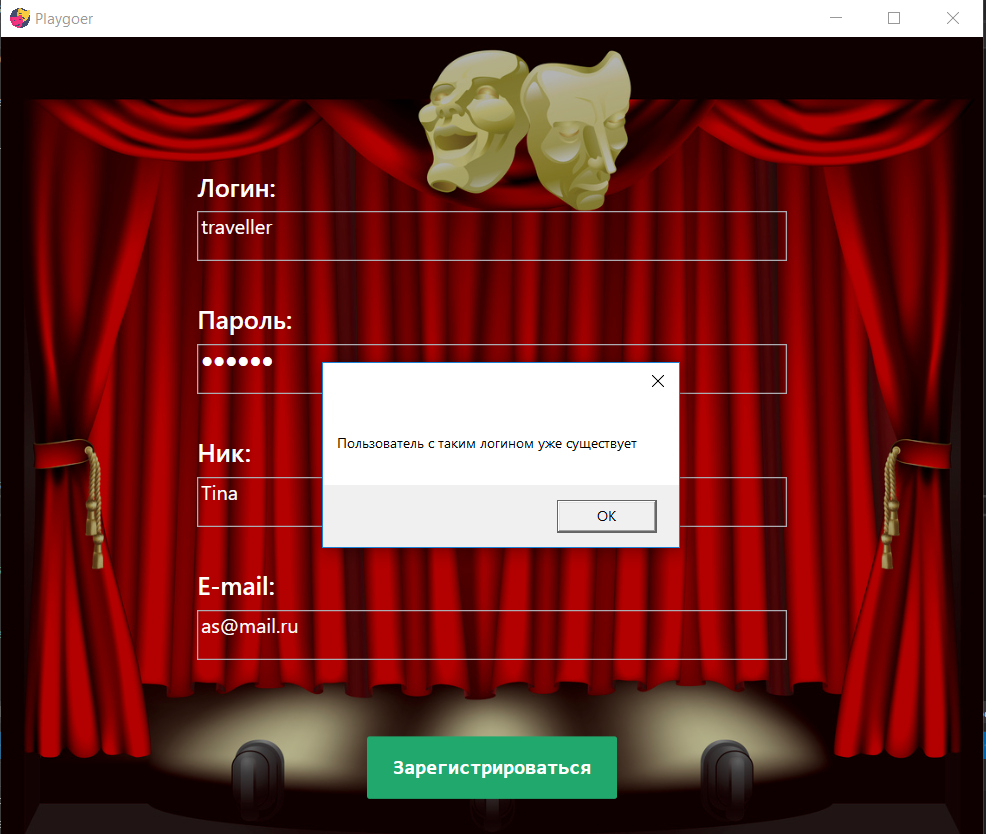 Playgoer
Логин:
traveller
Пароль:
••••••
Пользователь с таким логином уже существует
OK
Ник:
Tina
E-mail:
as@mail.ru
Зарегистрироваться